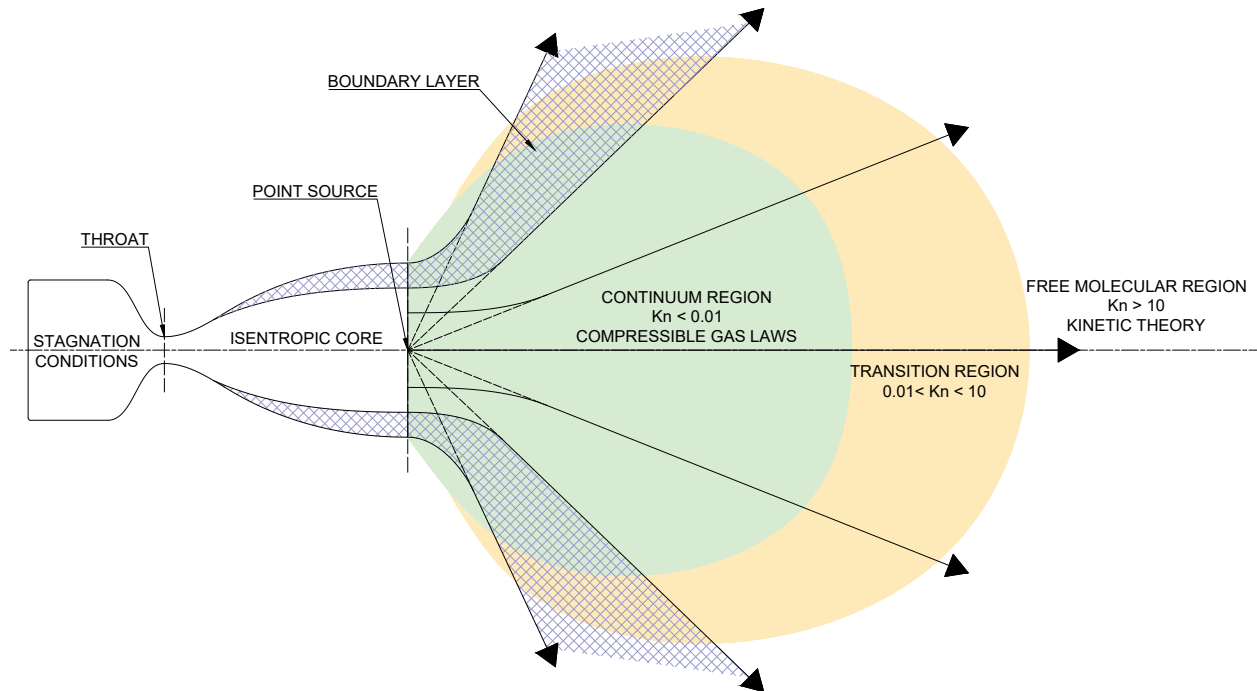 BOUNDARY LAYER
POINT SOURCE
THROAT
STAGNATION
CONDITIONS
ISENTROPIC CORE
CONTINUUM REGION
Kn < 0.01
COMPRESSIBLE GAS LAWS
FREE MOLECULAR REGION
Kn > 10
KINETIC THEORY
TRANSITION REGION
0.01< Kn < 10